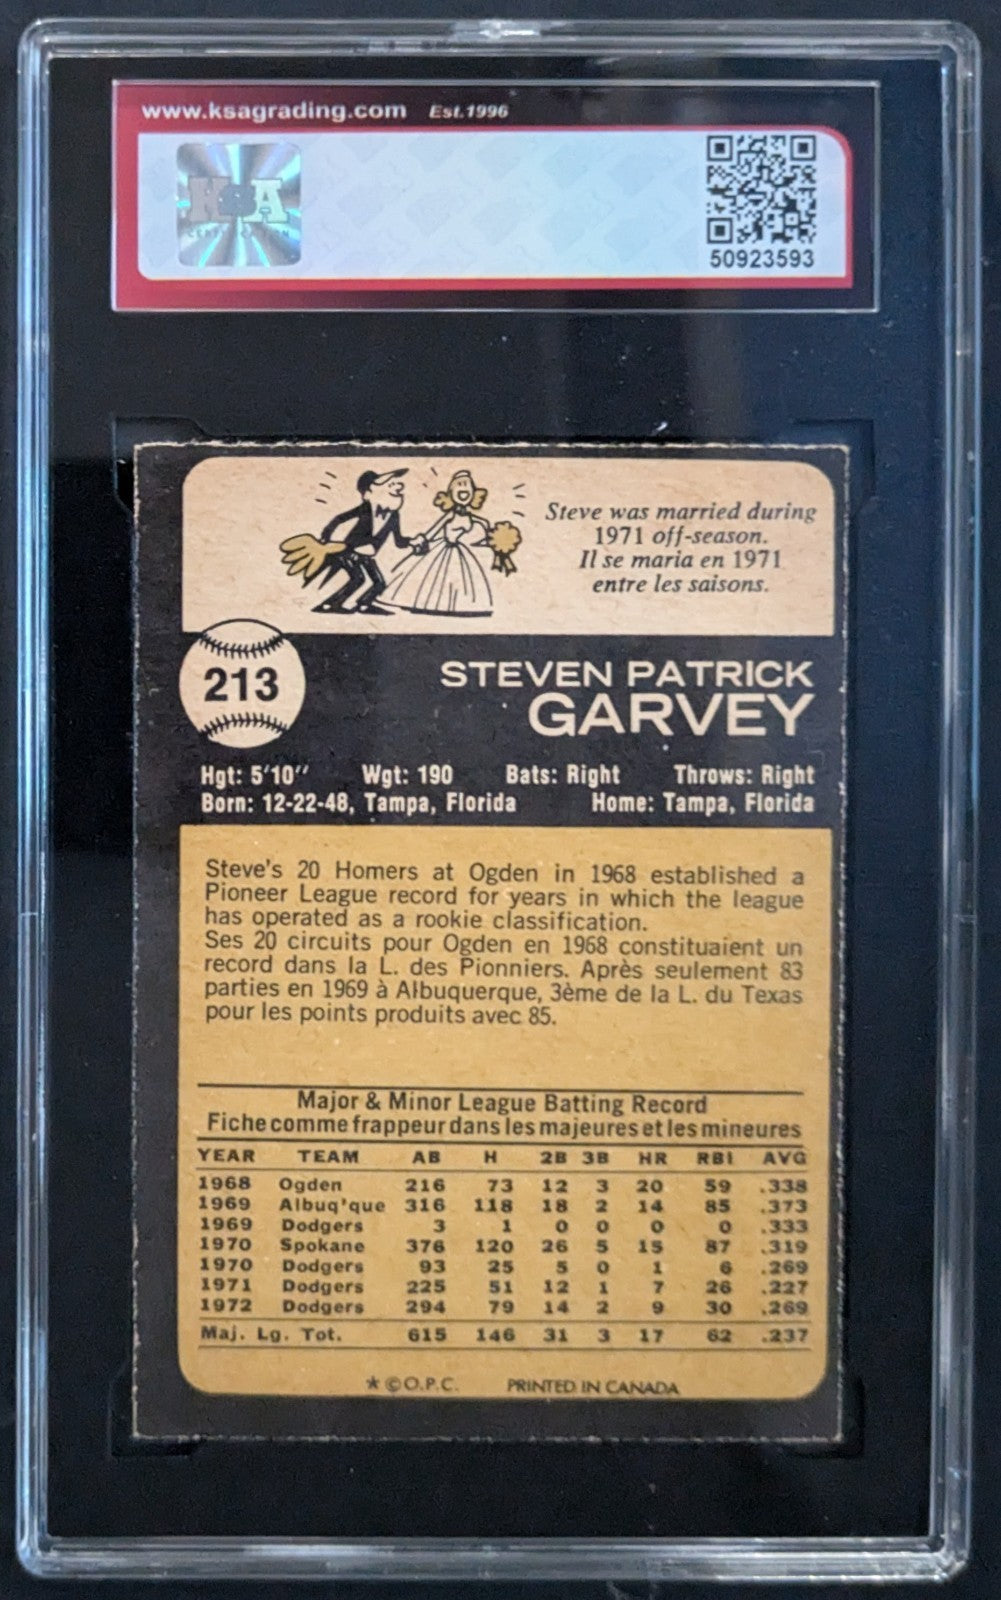 www.ksagrading.com Est.1996
KSA
50923593
Steve was married during
1971 off-season.
Il se maria en 1971
entre les saisons.
213
STEVEN PATRICK
GARVEY
Hgt: 5'10" Wgt: 190 Bats: Right Throws: Right
Born: 12-22-48, Tampa, Florida Home: Tampa, Florida
Steve's 20 Homers at Ogden in 1968 established a
Pioneer League record for years in which the league
has operated as a rookie classification.
Ses 20 circuits pour Ogden en 1968 constituaient un
record dans la L. des Pionniers. Après seulement 83
parties en 1969 à Albuquerque, 3ème de la L. du Texas
pour les points produits avec 85.
Major & Minor League Batting Record
Fiche comme frappeur dans les majeures et les mineures
YEAR TEAM AB H 2B 3B HR RBI AVG
1968 Ogden 216 73 12 3 20 59 .338
1969 Albuq'que 316 118 18 2 14 85 .373
1969 Dodgers 3 1 0 0 0 0 .333
1970 Spokane 376 120 26 5 15 87 .319
1970 Dodgers 93 25 5 0 1 6 .269
1971 Dodgers 225 51 12 1 7 26 .227
1972 Dodgers 294 79 14 2 9 30 .269
Maj. Lg. Tot. 615 146 31 3 17 62 .237
* © O.P.C. PRINTED IN CANADA